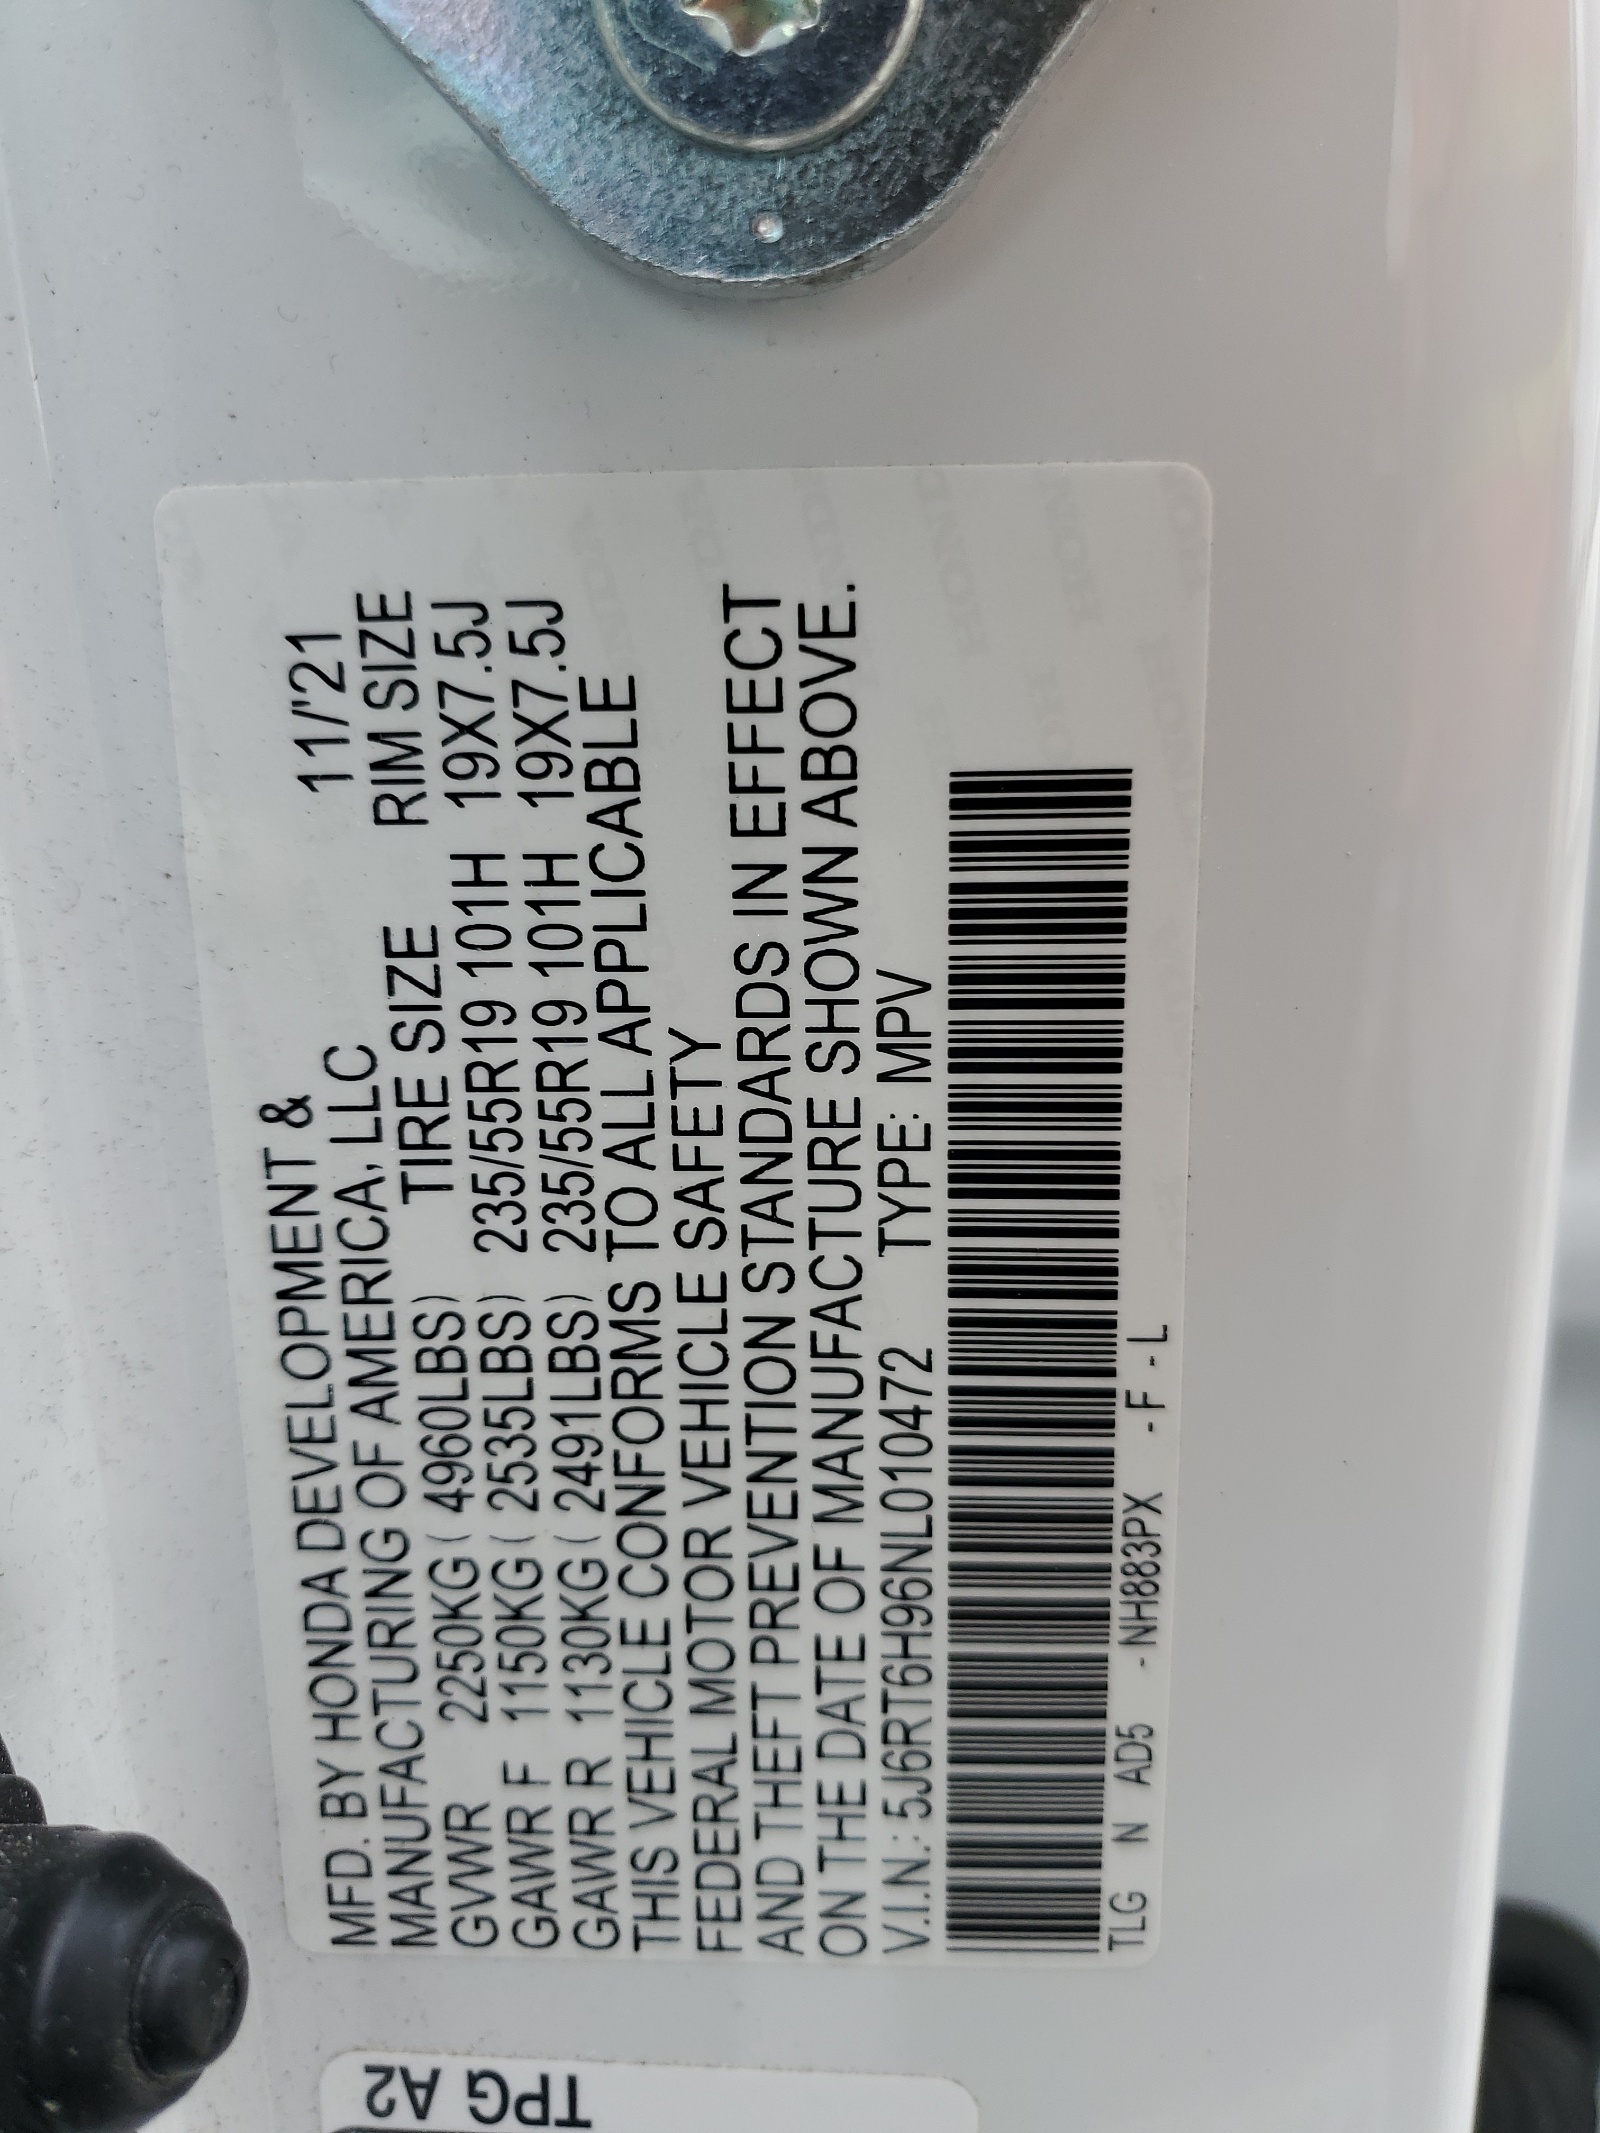 MFD. BY HONDA DEVELOPMENT &
MANUFACTURING OF AMERICA, LLC 11/'21
TIRE SIZE RIM SIZE
GVWR 2250KG ( 4960LBS)
GAWR F 1150KG ( 2535LBS) 235/55R19 101H 19X7.5J
GAWR R 1130KG ( 2491LBS) 235/55R19 101H 19X7.5J
THIS VEHICLE CONFORMS TO ALL APPLICABLE
FEDERAL MOTOR VEHICLE SAFETY
AND THEFT PREVENTION STANDARDS IN EFFECT
ON THE DATE OF MANUFACTURE SHOWN ABOVE.
V.I.N.: 5J6RT6H96NL010472 TYPE: MPV
TLG N AD5 -NH883PX -F-L
TPG A2